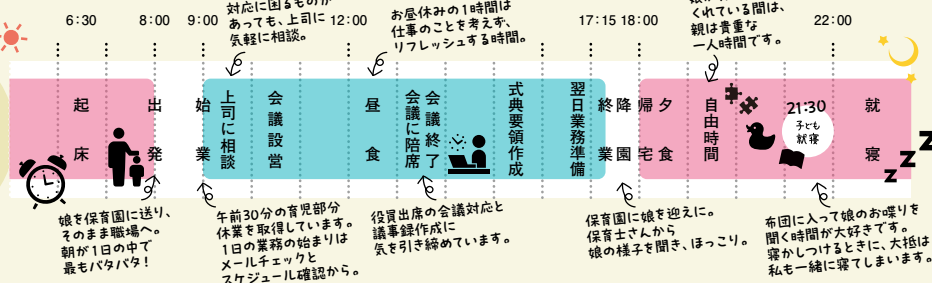 対応に困るものが
あっても、上司に
気軽に相談。
お昼休みの1時間は
仕事のことを考えず、
リフレッシュする時間。
くれている間は、
親は貴重な
一人時間です。
6:30
8:00
9:00
12:00
17:15
18:00
22:00
起床
出発
始業
上司に相談
会議設営
昼食
会議に陪席
会議終了
式典要領作成
翌日業務準備
終業
降園
帰宅
夕食
自由時間
21:30
子ども
就寝
就寝
zzz
娘を保育園に送り、
そのまま職場へ。
朝が1日の中で
最もバタバタ!
午前30分の育児部分
休業を取得しています。
1日の業務の始まりは
メールチェックと
スケジュール確認から。
役員出席の会議対応と
議事録作成に
気を引き締めています。
保育園に娘を迎えに。
保育士さんから
娘の様子を聞き、ほっこり。
布団に入って娘のお喋りを
聞く時間が大好きです。
寝かしつけるときに、大抵は
私も一緒に寝てしまいます。